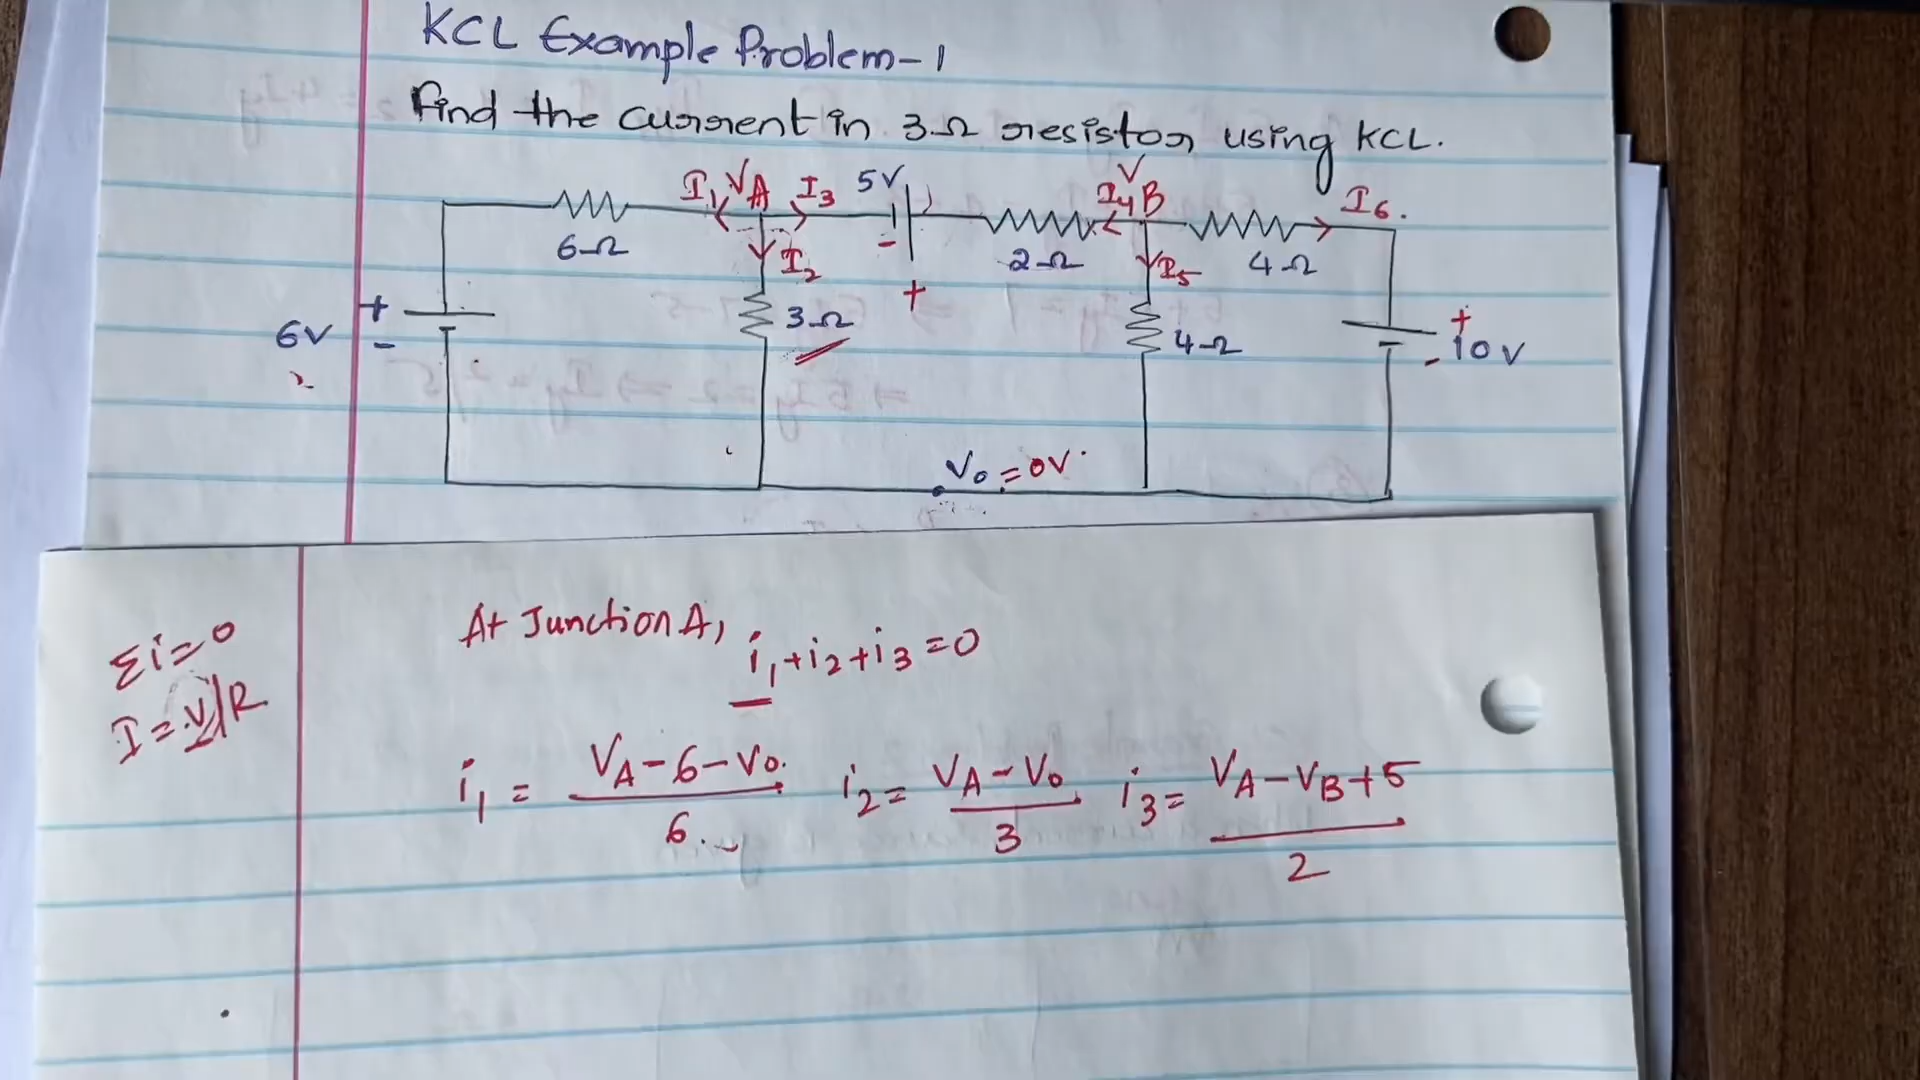 KCL Example Problem-1
Find the current in 3Ω resistor using KCL.
I₁ VA I₃ 5V I₄ VB I₆.
6Ω - I₂ 2Ω I₅ 4Ω
+ 3Ω + 4Ω + 10V
6V - -
V₀ = 0V.
Σi=0
I=V/R
At Junction A, i₁+i₂+i₃=0
i₁ = (VA-6-V₀.)/6. i₂= (VA-V₀)/3 i₃= (VA-VB+5)/2